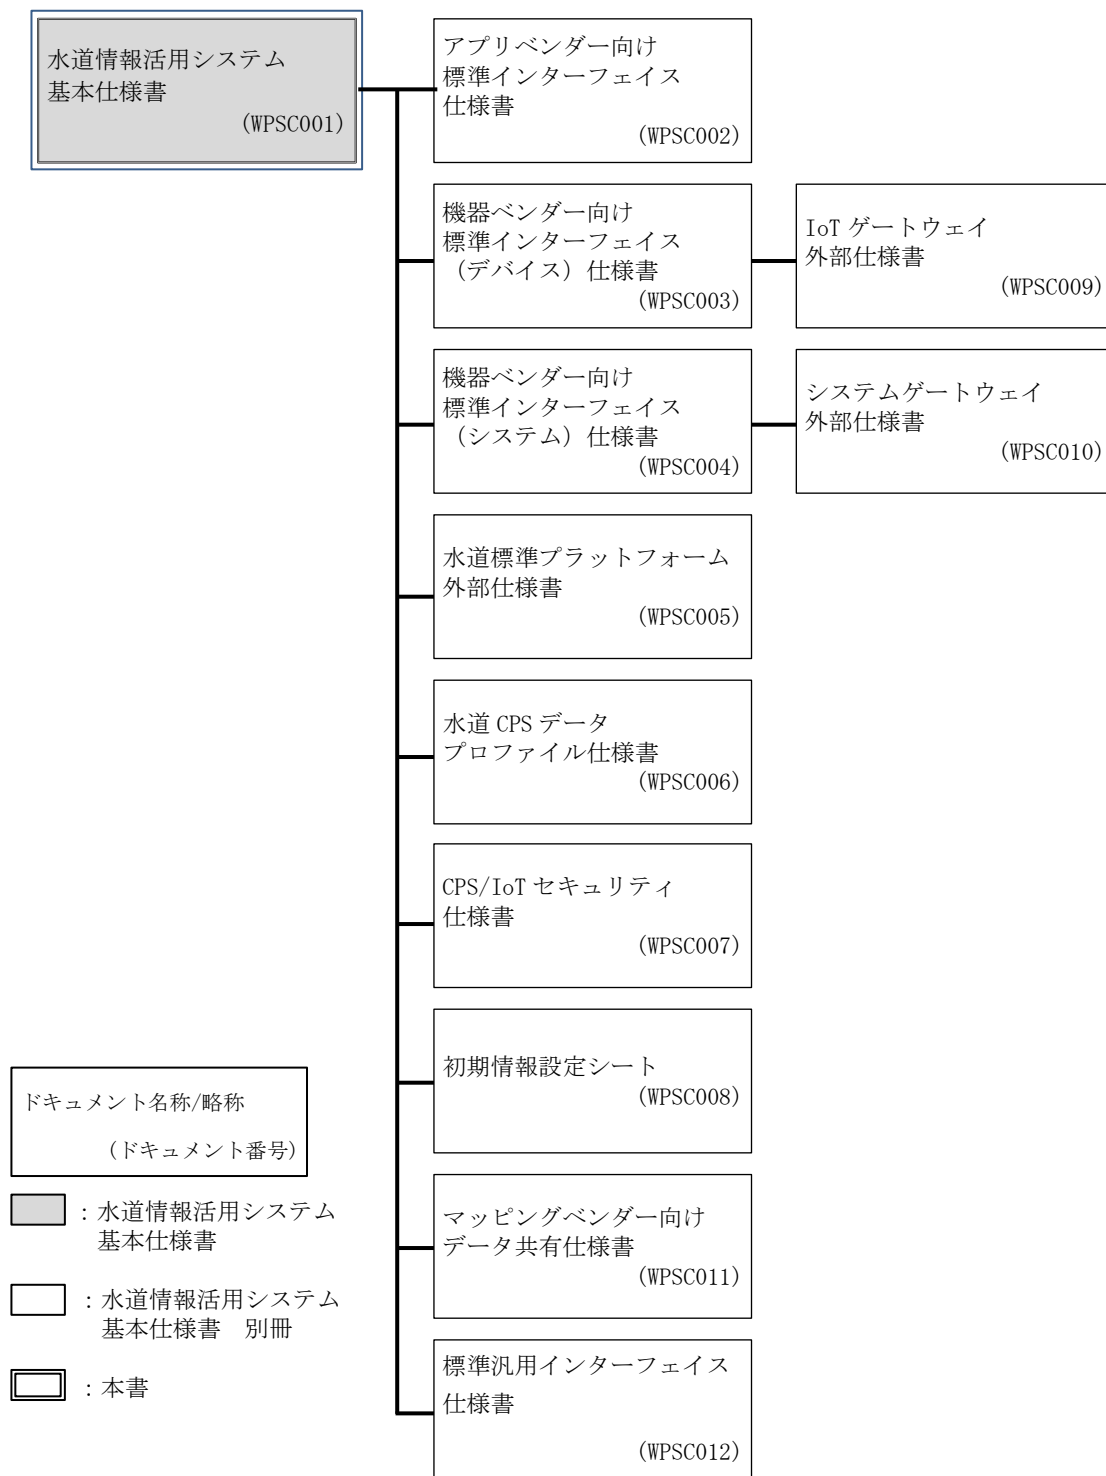 水道情報活用システム
基本仕様書
(WPSC001)
アプリベンダー向け
標準インターフェイス
仕様書
(WPSC002)
機器ベンダー向け
標準インターフェイス
（デバイス）仕様書
(WPSC003)
IoT ゲートウェイ
外部仕様書
(WPSC009)
機器ベンダー向け
標準インターフェイス
（システム）仕様書
(WPSC004)
システムゲートウェイ
外部仕様書
(WPSC010)
水道標準プラットフォーム
外部仕様書
(WPSC005)
水道 CPS データ
プロファイル仕様書
(WPSC006)
CPS/IoT セキュリティ
仕様書
(WPSC007)
初期情報設定シート
(WPSC008)
マッピングベンダー向け
データ共有仕様書
(WPSC011)
標準汎用インターフェイス
仕様書
(WPSC012)
ドキュメント名称/略称
(ドキュメント番号)
：水道情報活用システム
基本仕様書
：水道情報活用システム
基本仕様書　別冊
：本書